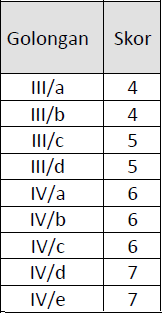 Golongan Skor
III/a 4
III/b 4
III/c 5
III/d 5
IV/a 6
IV/b 6
IV/c 6
IV/d 7
IV/e 7